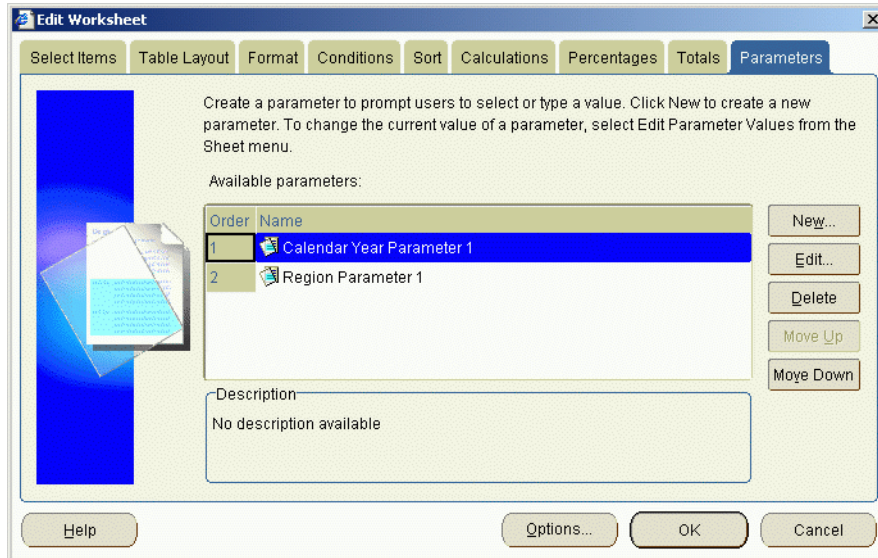 Edit Worksheet
Select Items Table Layout Format Conditions Sort Calculations Percentages Totals Parameters
Create a parameter to prompt users to select or type a value. Click New to create a new
parameter. To change the current value of a parameter, select Edit Parameter Values from the
Sheet menu.
Available parameters:
Order Name
1 Calendar Year Parameter 1
2 Region Parameter 1
New...
Edit...
Delete
Move Up
Move Down
Description
No description available
Help Options... OK Cancel